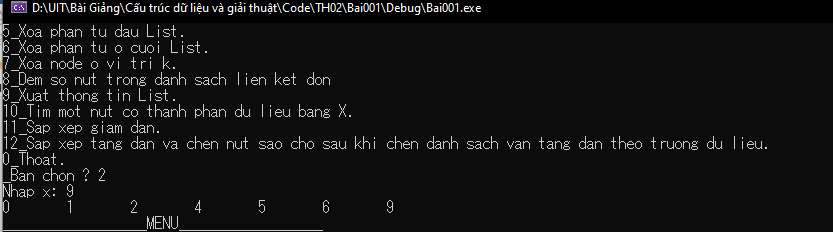 D:\UIT\Bài Giảng\Cấu trúc dữ liệu và giải thuật\Code\TH02\Bai001\Debug\Bai001.exe
5_Xoa phan tu dau List.
6_Xoa phan tu o cuoi List.
7_Xoa node o vi tri k.
8_Dem so nut trong danh sach lien ket don
9_Xuat thong tin List.
10_Tim mot nut co thanh phan du lieu bang X.
11_Sap xep giam dan.
12_Sap xep tang dan va chen nut sao cho sau khi chen danh sach van tang dan theo truong du lieu.
0_Thoat.
_Ban chon ? 2
Nhap x: 9
0 1 2 4 5 6 9
__________________MENU__________________